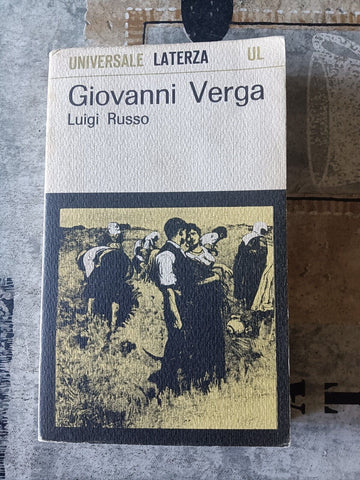 UNIVERSALE LATERZA UL
Giovanni Verga
Luigi Russo